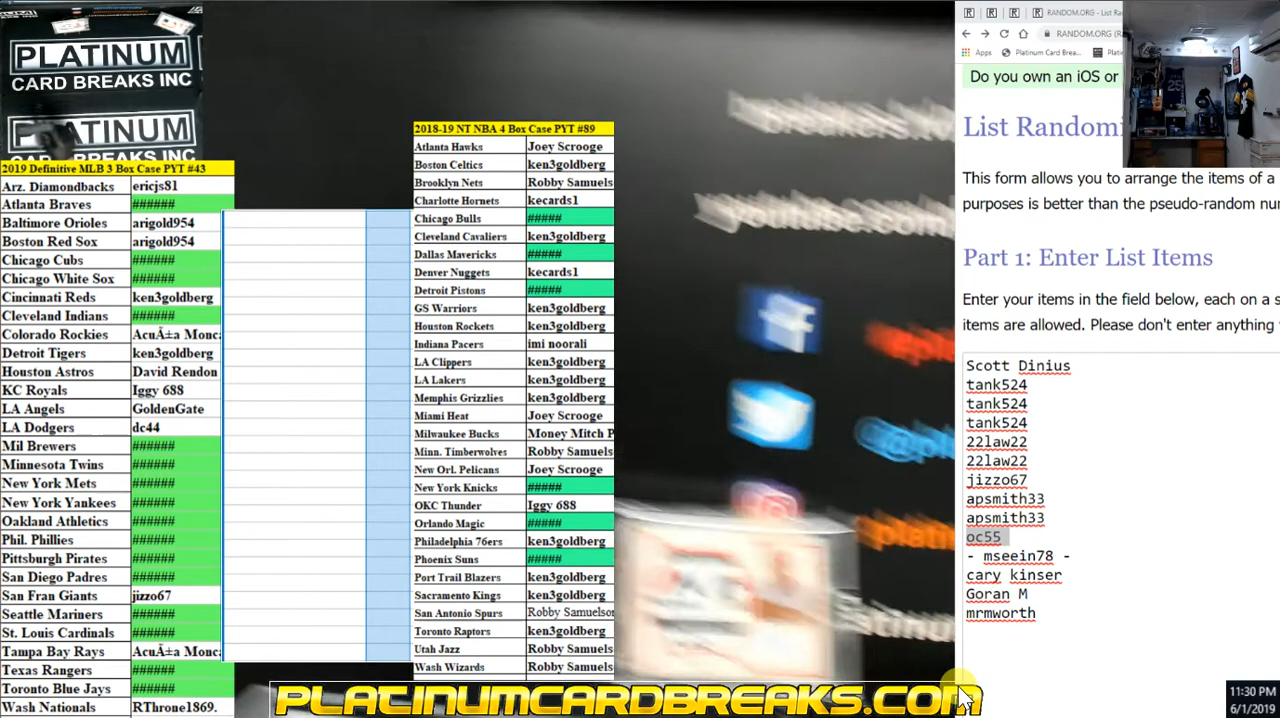 PLATINUM
CARD BREAKS INC
PLATINUM
CARD BREAKS INC
2019 Definitive MLB 3 Box Case PYT #43
Arz. Diamondbacks ericjs81
Atlanta Braves ######
Baltimore Orioles arigold954
Boston Red Sox arigold954
Chicago Cubs ######
Chicago White Sox ######
Cincinnati Reds ken3goldberg
Cleveland Indians ######
Colorado Rockies AcuÃ±a Monca
Detroit Tigers ken3goldberg
Houston Astros David Rendon
KC Royals Iggy 688
LA Angels GoldenGate
LA Dodgers dc44
Mil Brewers ######
Minnesota Twins ######
New York Mets ######
New York Yankees ######
Oakland Athletics ######
Phil. Phillies ######
Pittsburgh Pirates ######
San Diego Padres ######
San Fran Giants jizzo67
Seattle Mariners ######
St. Louis Cardinals ######
Tampa Bay Rays AcuÃ±a Monca
Texas Rangers ######
Toronto Blue Jays ######
Wash Nationals RThrone1869.
2018-19 NT NBA 4 Box Case PYT #89
Atlanta Hawks Joey Scrooge
Boston Celtics ken3goldberg
Brooklyn Nets Robby Samuels
Charlotte Hornets kecards1
Chicago Bulls #####
Cleveland Cavaliers ken3goldberg
Dallas Mavericks #####
Denver Nuggets kecards1
Detroit Pistons #####
GS Warriors ken3goldberg
Houston Rockets ken3goldberg
Indiana Pacers imi noorali
LA Clippers ken3goldberg
LA Lakers ken3goldberg
Memphis Grizzlies ken3goldberg
Miami Heat Joey Scrooge
Milwaukee Bucks Money Mitch P
Minn. Timberwolves Robby Samuels
New Orl. Pelicans Joey Scrooge
New York Knicks #####
OKC Thunder Iggy 688
Orlando Magic #####
Philadelphia 76ers ken3goldberg
Phoenix Suns #####
Port Trail Blazers ken3goldberg
Sacramento Kings ken3goldberg
San Antonio Spurs Robby Samuelson
Toronto Raptors ken3goldberg
Utah Jazz Robby Samuels
Wash Wizards Robby Samuels
PLATINUMCARDBREAKS.COM
RANDOM.ORG - List Ra
RANDOM.ORG (R
Apps Platinum Card Brea... Plati
Do you own an iOS or
List Randomi
This form allows you to arrange the items of a
purposes is better than the pseudo-random nu
Part 1: Enter List Items
Enter your items in the field below, each on a s
items are allowed. Please don't enter anything
Scott Dinius
tank524
tank524
tank524
22law22
22law22
jizzo67
apsmith33
apsmith33
oc55
- mseein78 -
cary kinser
Goran M
mrmworth
11:30 PM
6/1/2019